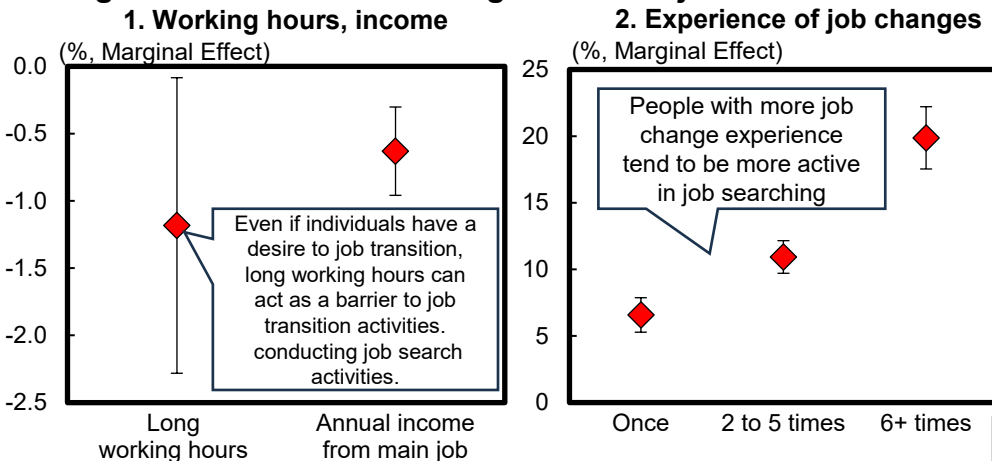 1. Working hours, income
(%, Marginal Effect)
0.0
-0.5
-1.0
-1.5
-2.0
-2.5
Even if individuals have a
desire to job transition,
long working hours can
act as a barrier to job
transition activities.
conducting job search
activities.
Long
working hours
Annual income
from main job
2. Experience of job changes
(%, Marginal Effect)
25
20
15
10
5
0
People with more job
change experience
tend to be more active
in job searching
Once
2 to 5 times
6+ times